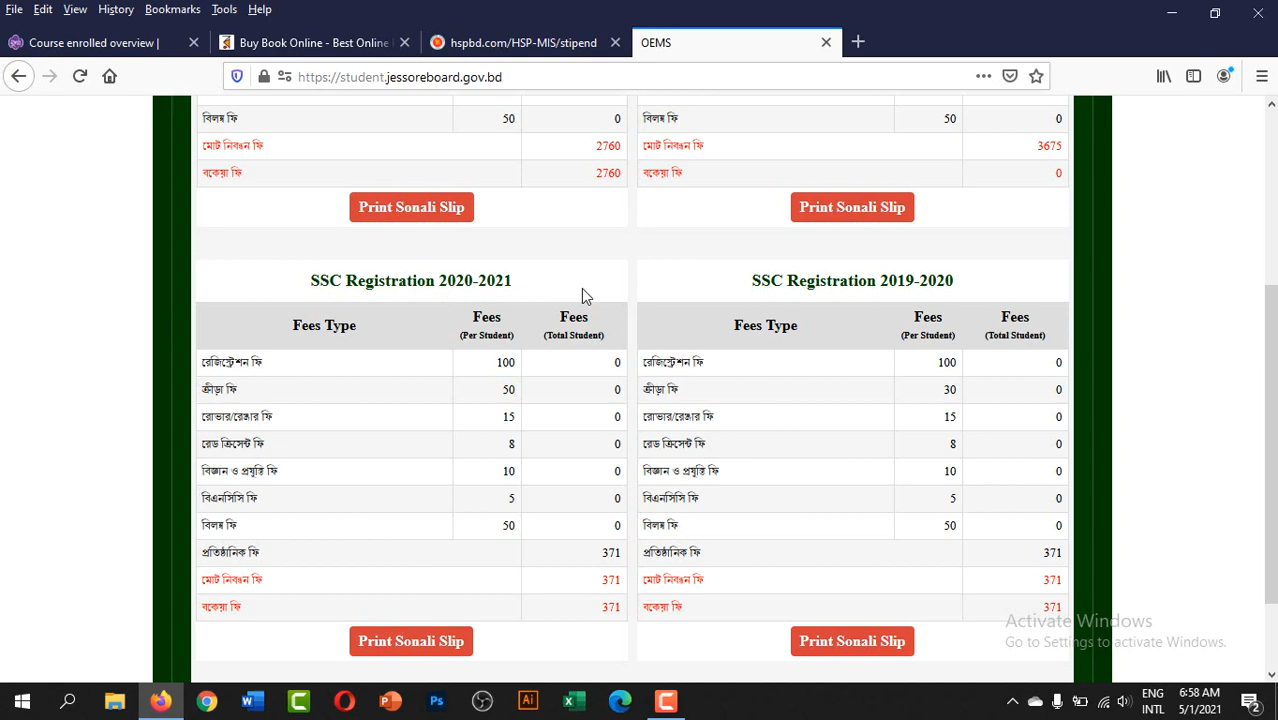 File Edit View History Bookmarks Tools Help
Course enrolled overview | Buy Book Online - Best Online hspbd.com/HSP-MIS/stipend OEMS
https://student.jessoreboard.gov.bd
বিলম্ব ফি 50 0 বিলম্ব ফি 50 0
মোট নিবন্ধন ফি 2760 মোট নিবন্ধন ফি 3675
বকেয়া ফি 2760 বকেয়া ফি 0
Print Sonali Slip Print Sonali Slip
SSC Registration 2020-2021 SSC Registration 2019-2020
Fees Type Fees (Per Student) Fees (Total Student) Fees Type Fees (Per Student) Fees (Total Student)
রেজিস্ট্রেশন ফি 100 0 রেজিস্ট্রেশন ফি 100 0
ক্রীড়া ফি 50 0 ক্রীড়া ফি 30 0
রোভার/রেঞ্জার ফি 15 0 রোভার/রেঞ্জার ফি 15 0
রেড ক্রিসেন্ট ফি 8 0 রেড ক্রিসেন্ট ফি 8 0
বিজ্ঞান ও প্রযুক্তি ফি 10 0 বিজ্ঞান ও প্রযুক্তি ফি 10 0
বিএনসিসি ফি 5 0 বিএনসিসি ফি 5 0
বিলম্ব ফি 50 0 বিলম্ব ফি 50 0
প্রতিষ্ঠানিক ফি 371 প্রতিষ্ঠানিক ফি 371
মোট নিবন্ধন ফি 371 মোট নিবন্ধন ফি 371
বকেয়া ফি 371 বকেয়া ফি 371
Print Sonali Slip Print Sonali Slip
Activate Windows
Go to Settings to activate Windows.
ENG 6:58 AM
INTL 5/1/2021 2